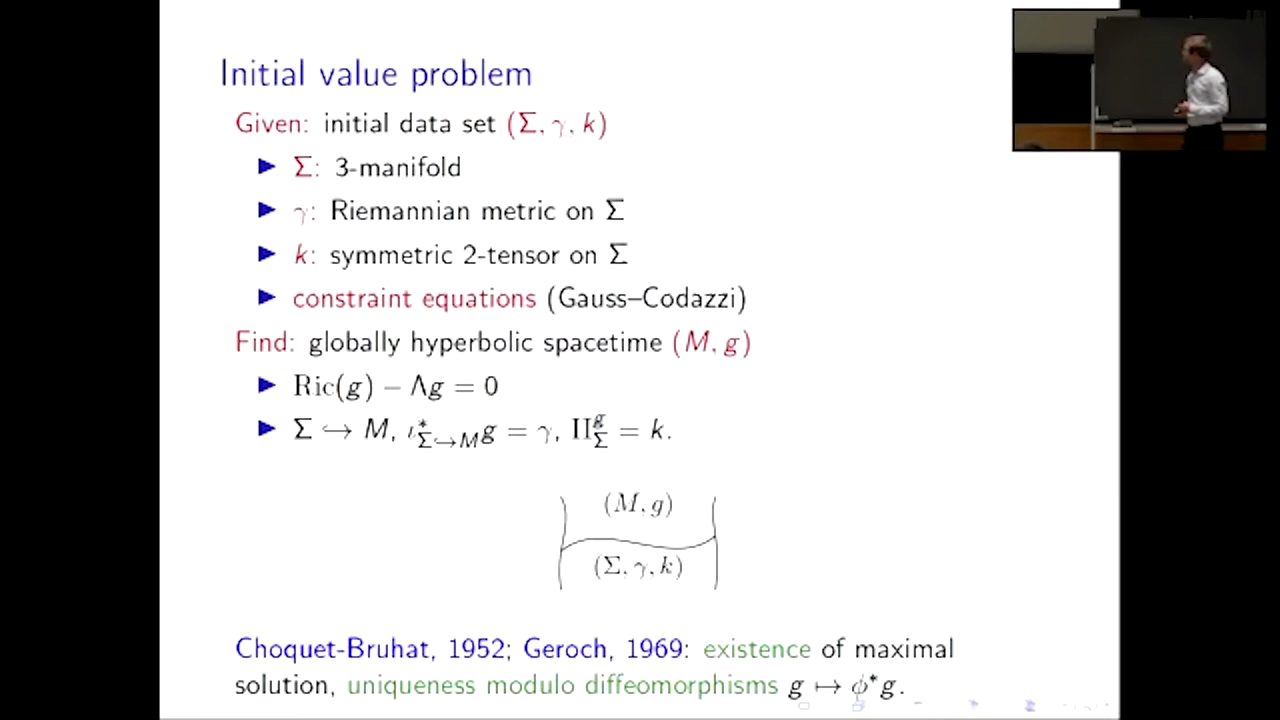 Initial value problem
Given: initial data set (Σ, γ, k)
▶ Σ: 3-manifold
▶ γ: Riemannian metric on Σ
▶ k: symmetric 2-tensor on Σ
▶ constraint equations (Gauss–Codazzi)
Find: globally hyperbolic spacetime (M, g)
▶ Ric(g) − Λg = 0
▶ Σ ↪ M, ι*_{Σ↪M}g = γ, II^g_Σ = k.
(M, g)
(Σ, γ, k)
Choquet-Bruhat, 1952; Geroch, 1969: existence of maximal
solution, uniqueness modulo diffeomorphisms g ↦ ϕ*g.